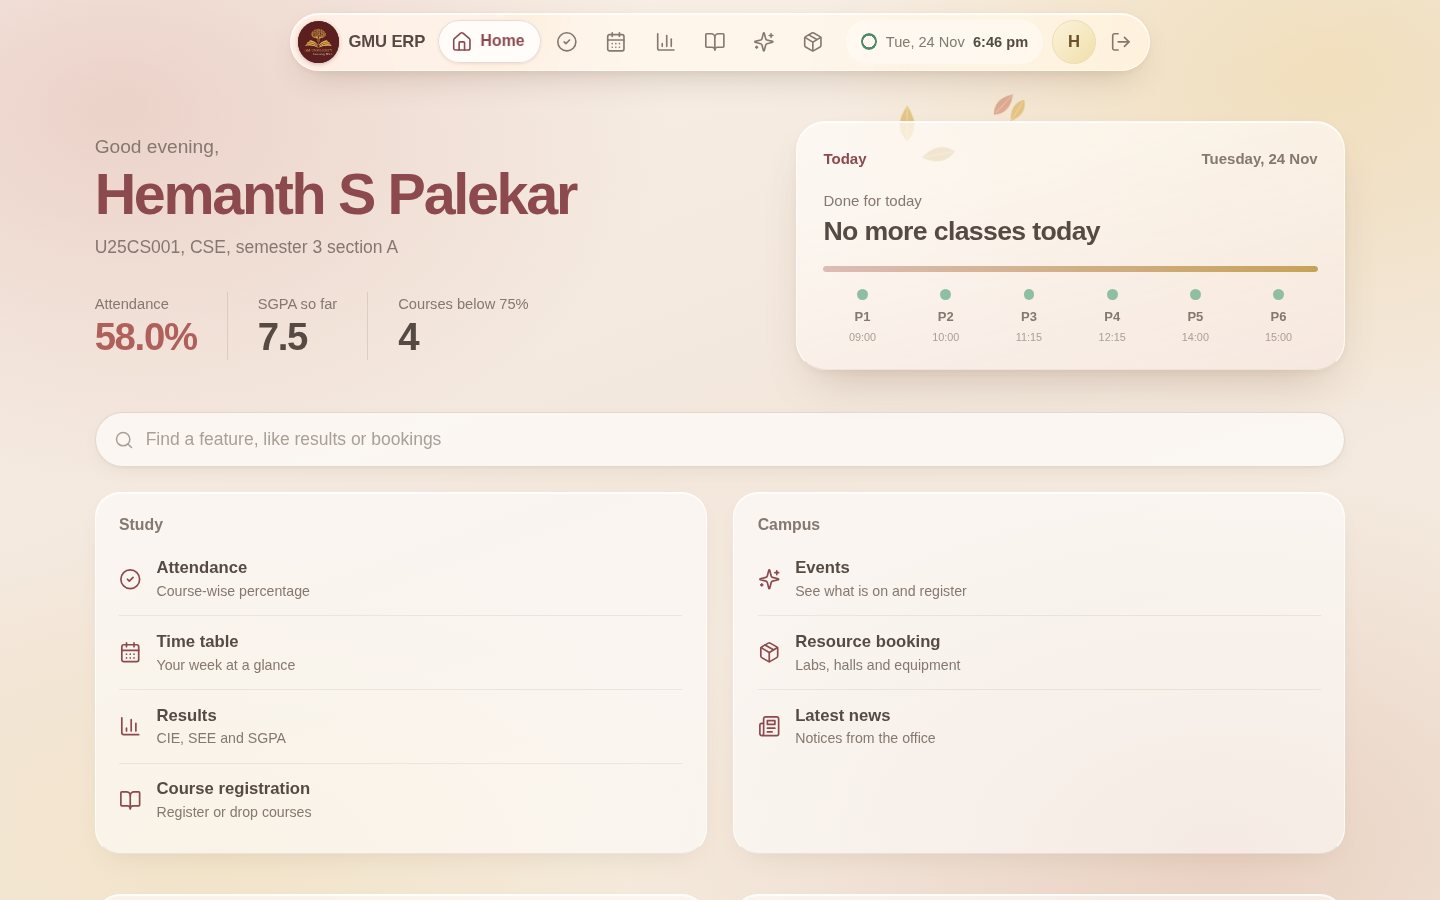 GMU ERP
Home
Tue, 24 Nov 6:46 pm
H
Good evening,
Hemanth S Palekar
U25CS001, CSE, semester 3 section A
Attendance
58.0%
SGPA so far
7.5
Courses below 75%
4
Today
Tuesday, 24 Nov
Done for today
No more classes today
P1 P2 P3 P4 P5 P6
09:00 10:00 11:15 12:15 14:00 15:00
Find a feature, like results or bookings
Study
Attendance
Course-wise percentage
Time table
Your week at a glance
Results
CIE, SEE and SGPA
Course registration
Register or drop courses
Campus
Events
See what is on and register
Resource booking
Labs, halls and equipment
Latest news
Notices from the office